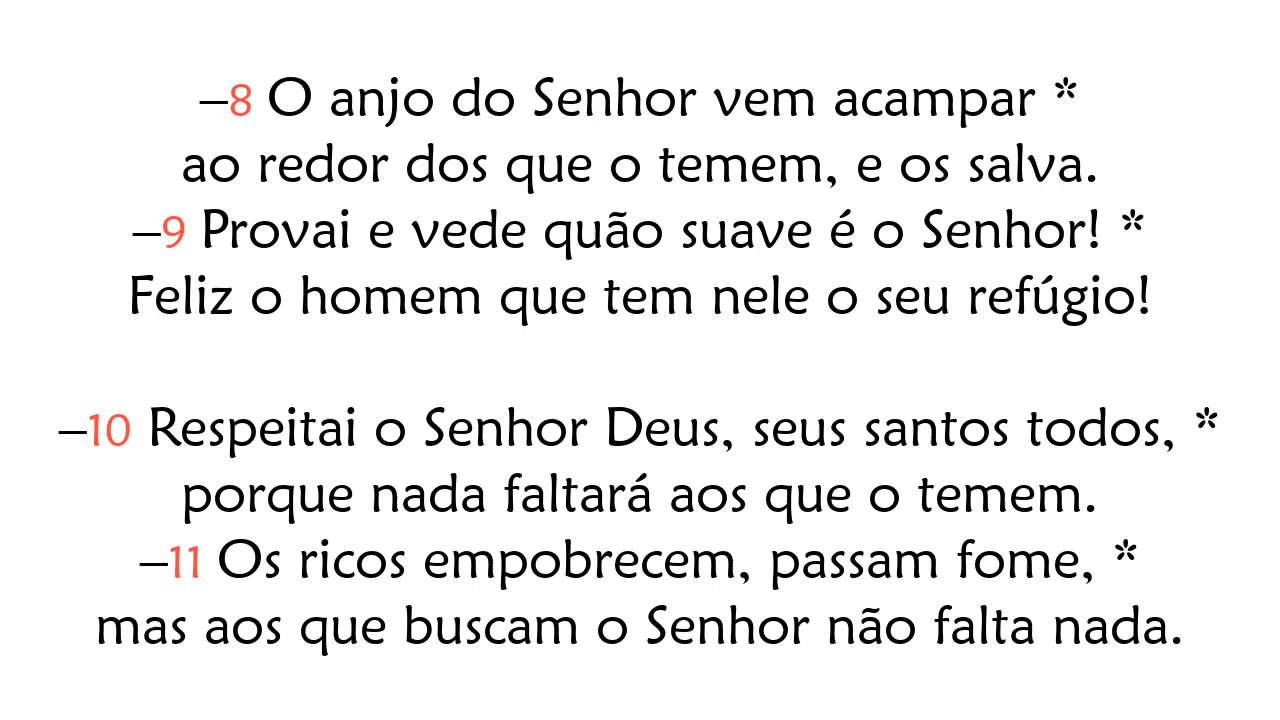 –8 O anjo do Senhor vem acampar *
ao redor dos que o temem, e os salva.
–9 Provai e vede quão suave é o Senhor! *
Feliz o homem que tem nele o seu refúgio!
–10 Respeitai o Senhor Deus, seus santos todos, *
porque nada faltará aos que o temem.
–11 Os ricos empobrecem, passam fome, *
mas aos que buscam o Senhor não falta nada.